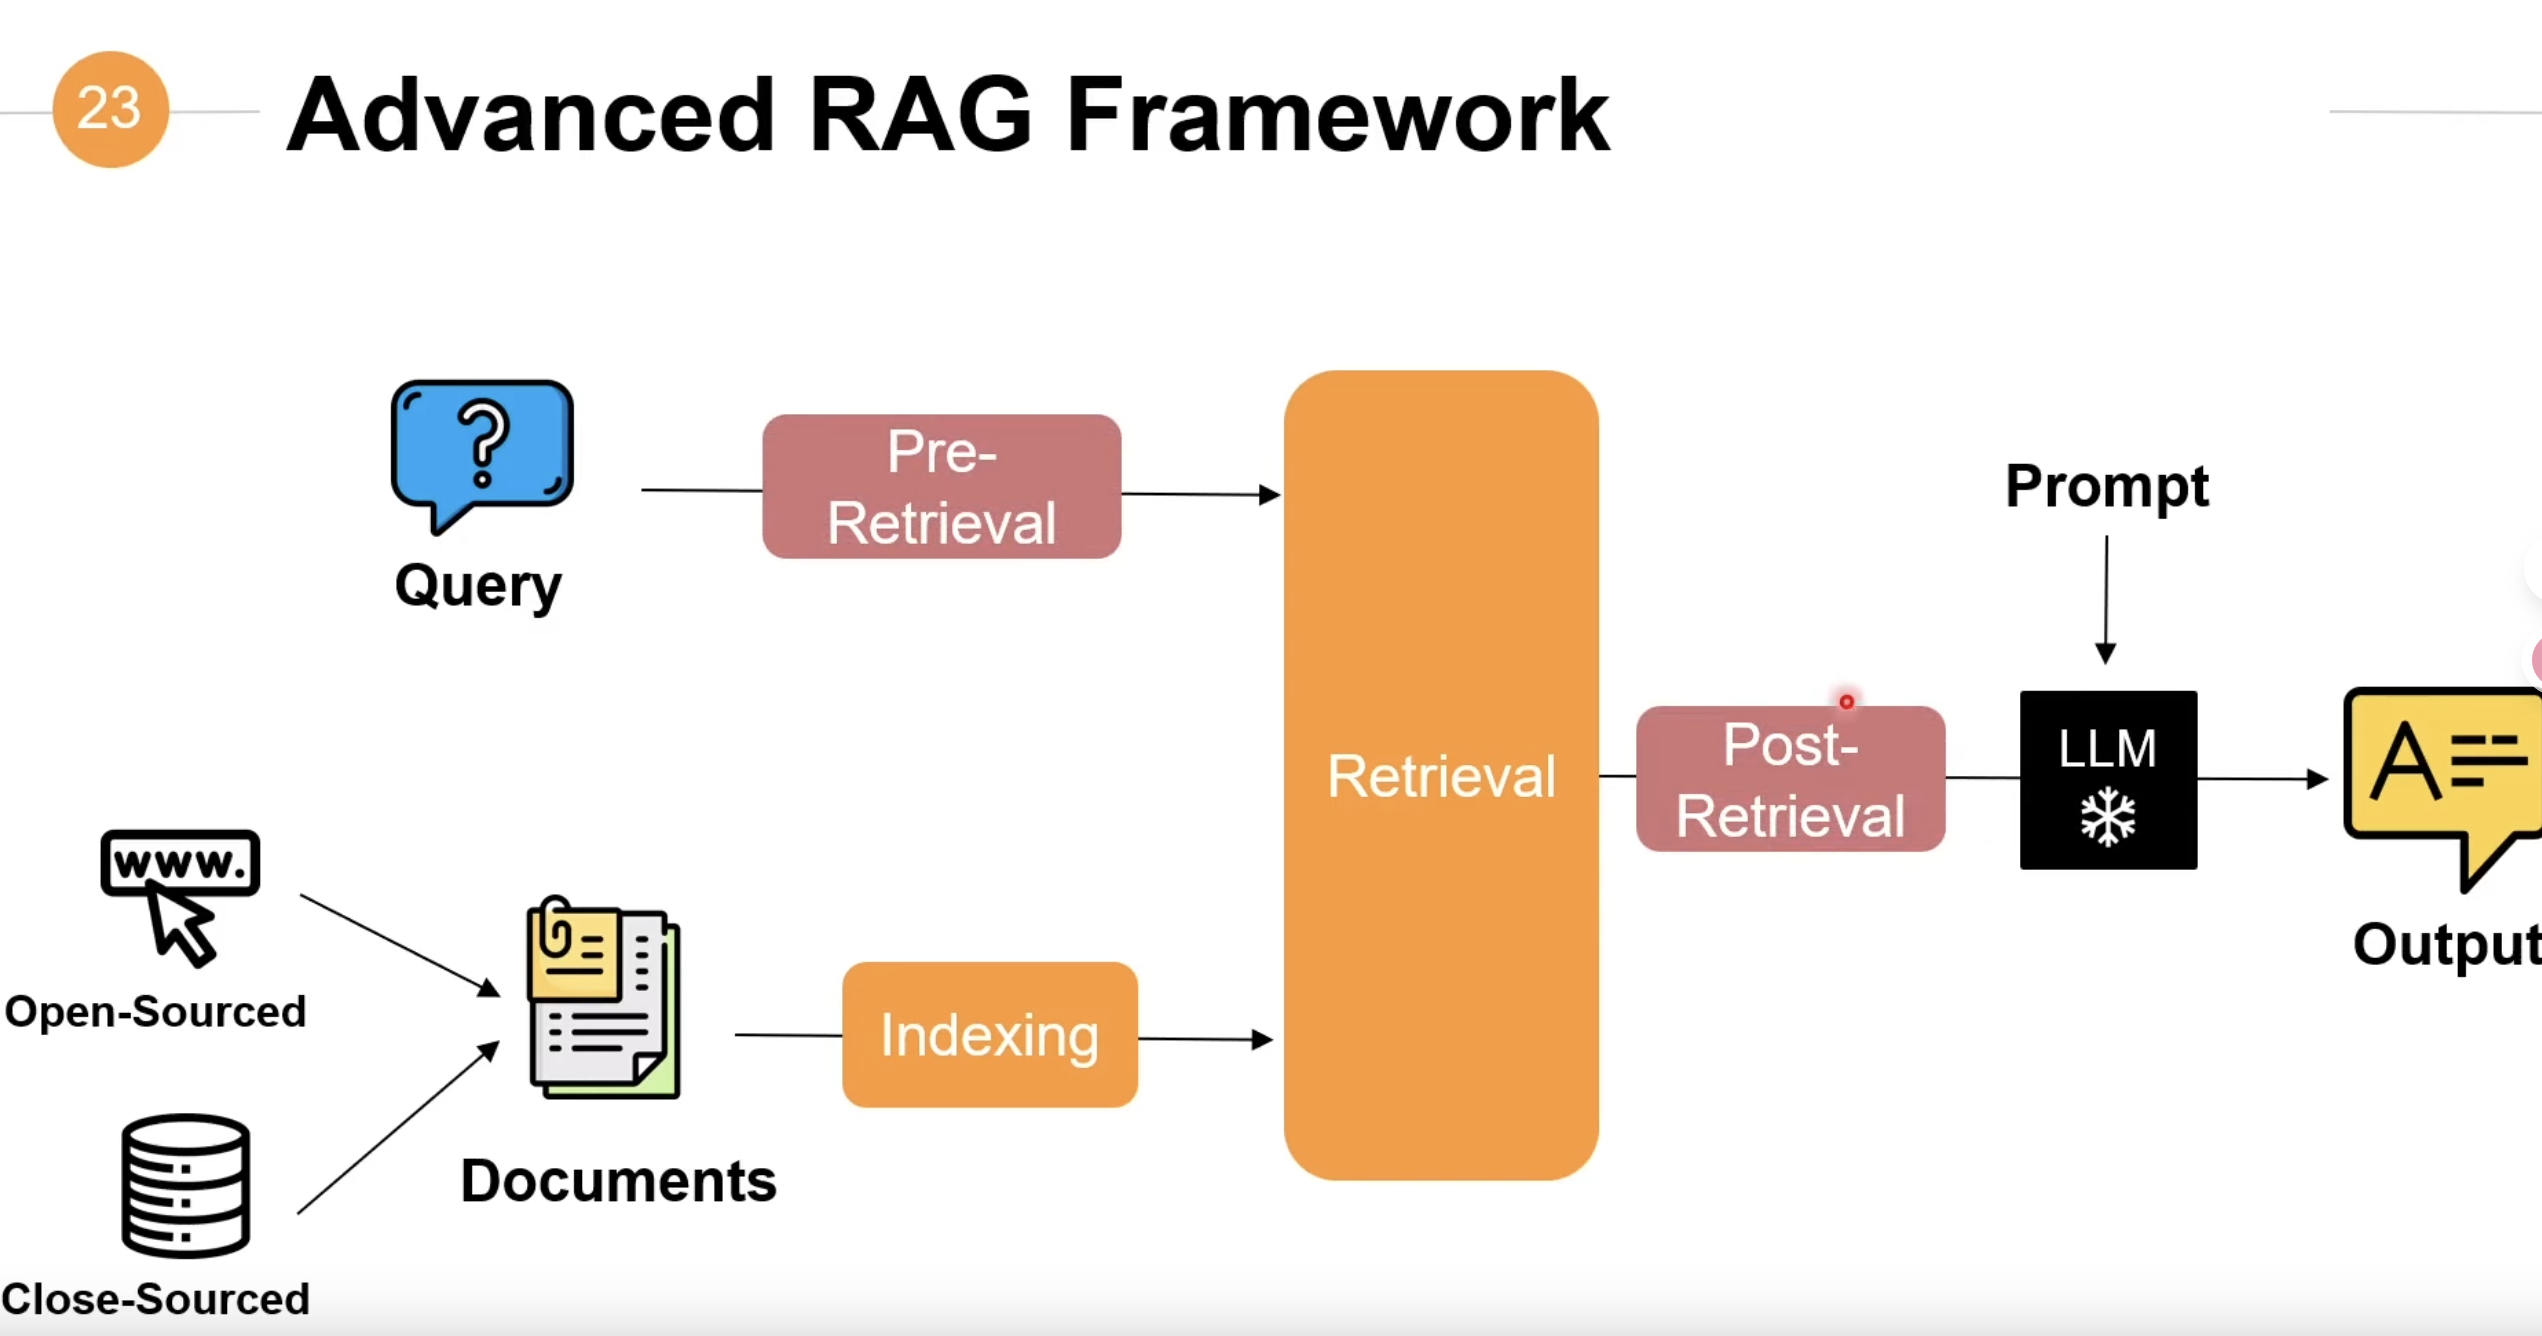 23
Advanced RAG Framework
Query
Pre-
Retrieval
Retrieval
Prompt
Post-
Retrieval
LLM
A
Output
www.
Open-Sourced
Documents
Indexing
Close-Sourced